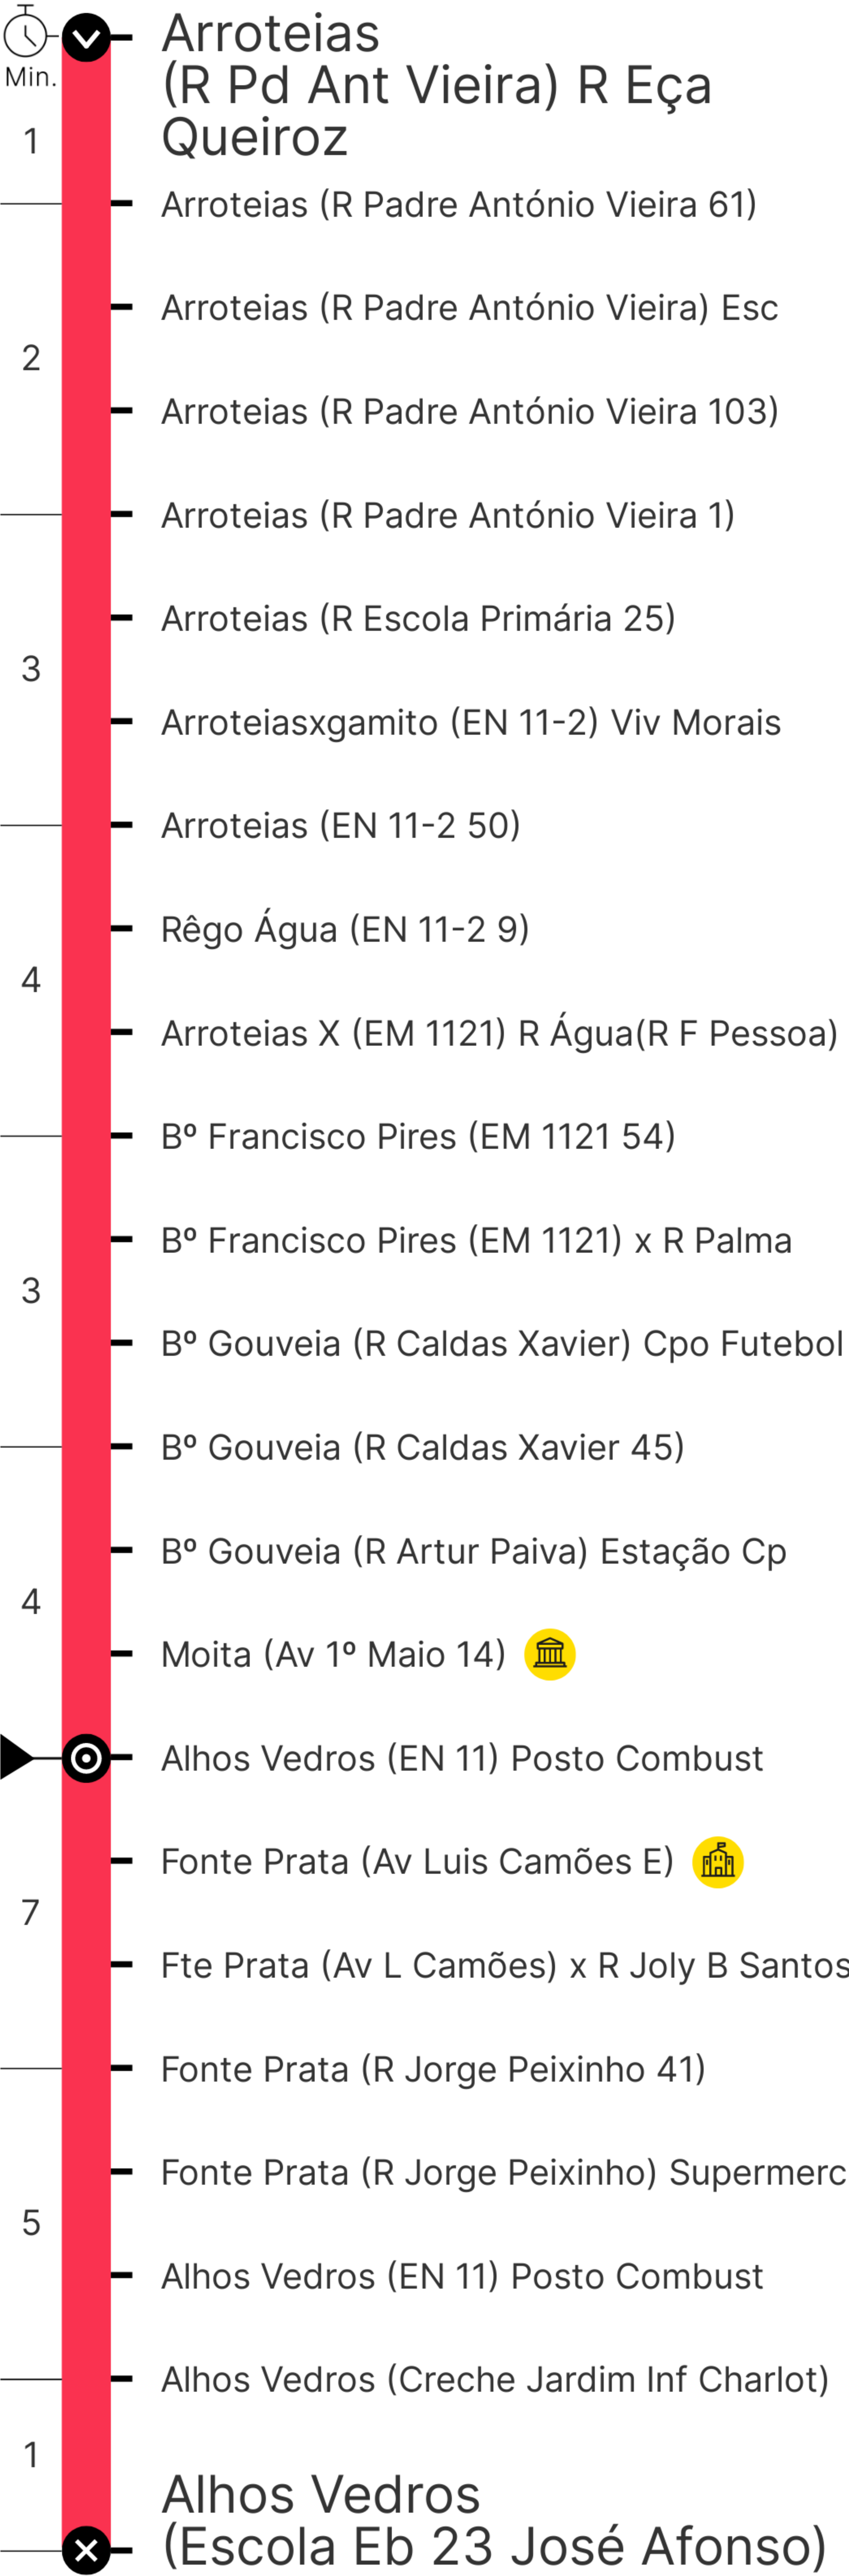 Arroteias
(R Pd Ant Vieira) R Eça
Queiroz
Min.
1
Arroteias (R Padre António Vieira 61)
Arroteias (R Padre António Vieira) Esc
2
Arroteias (R Padre António Vieira 103)
Arroteias (R Padre António Vieira 1)
Arroteias (R Escola Primária 25)
3
Arroteiasxgamito (EN 11-2) Viv Morais
Arroteias (EN 11-2 50)
Rêgo Água (EN 11-2 9)
4
Arroteias X (EM 1121) R Água(R F Pessoa)
Bº Francisco Pires (EM 1121 54)
Bº Francisco Pires (EM 1121) x R Palma
3
Bº Gouveia (R Caldas Xavier) Cpo Futebol
Bº Gouveia (R Caldas Xavier 45)
Bº Gouveia (R Artur Paiva) Estação Cp
4
Moita (Av 1º Maio 14)
Alhos Vedros (EN 11) Posto Combust
Fonte Prata (Av Luis Camões E)
7
Fte Prata (Av L Camões) x R Joly B Santos
Fonte Prata (R Jorge Peixinho 41)
Fonte Prata (R Jorge Peixinho) Supermerc
5
Alhos Vedros (EN 11) Posto Combust
Alhos Vedros (Creche Jardim Inf Charlot)
1
Alhos Vedros
(Escola Eb 23 José Afonso)